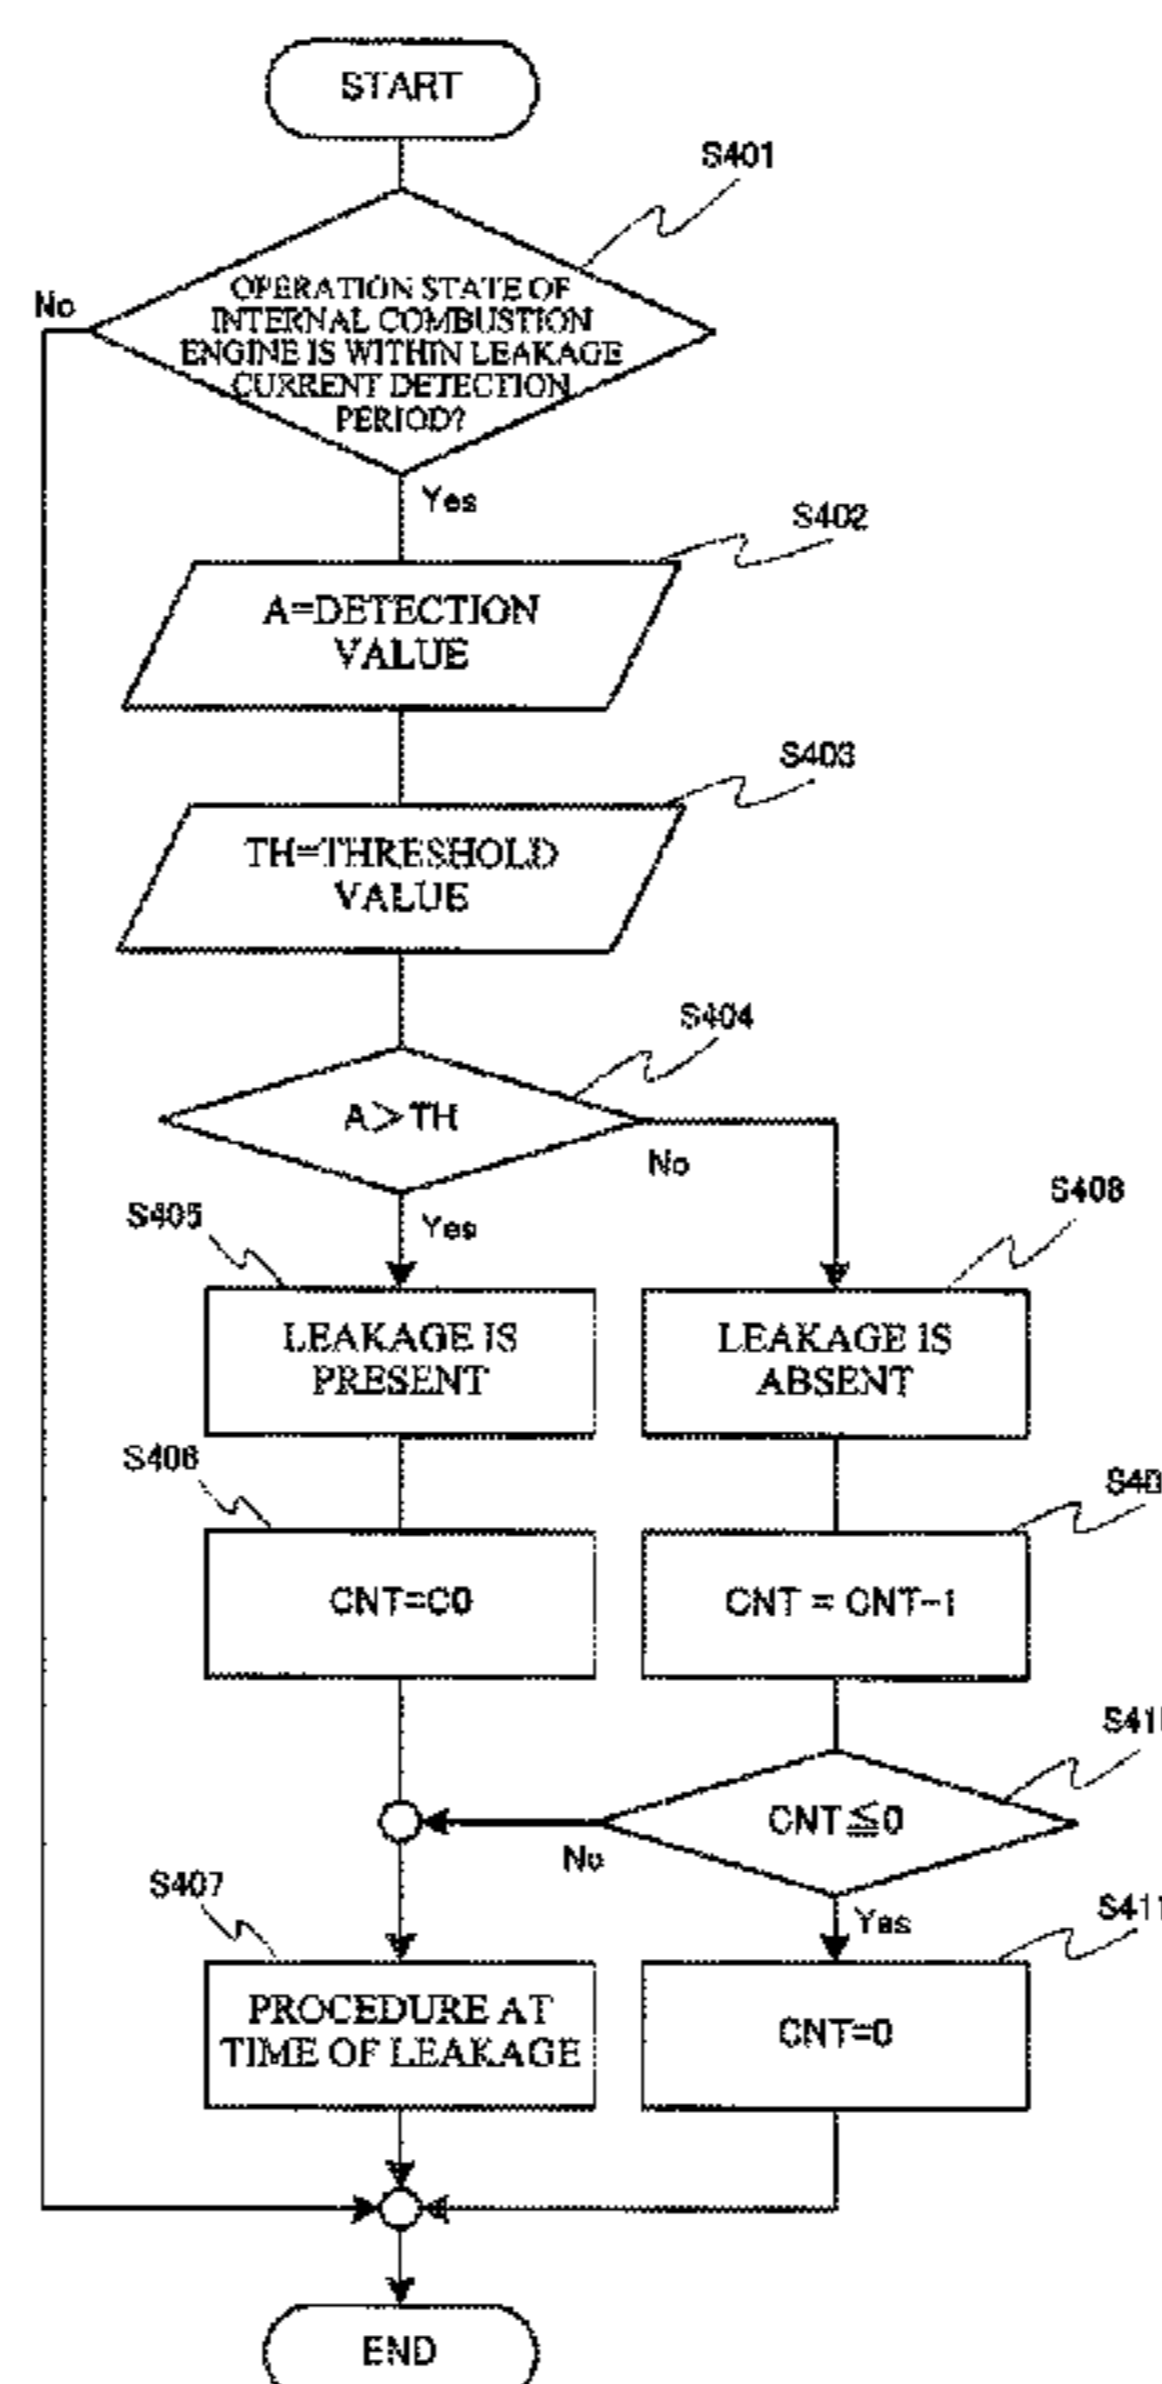 START
S401
No
OPERATION STATE OF
INTERNAL COMBUSTION
ENGINE IS WITHIN LEAKAGE
CURRENT DETECTION
PERIOD?
Yes
S402
A=DETECTION
VALUE
S403
TH=THRESHOLD
VALUE
S404
A>TH
No
Yes
S405
S408
LEAKAGE IS
PRESENT
LEAKAGE IS
ABSENT
S406
CNT=C0
CNT = CNT-1
CNT≦0
No
Yes
S407
S411
PROCEDURE AT
TIME OF LEAKAGE
CNT=0
END